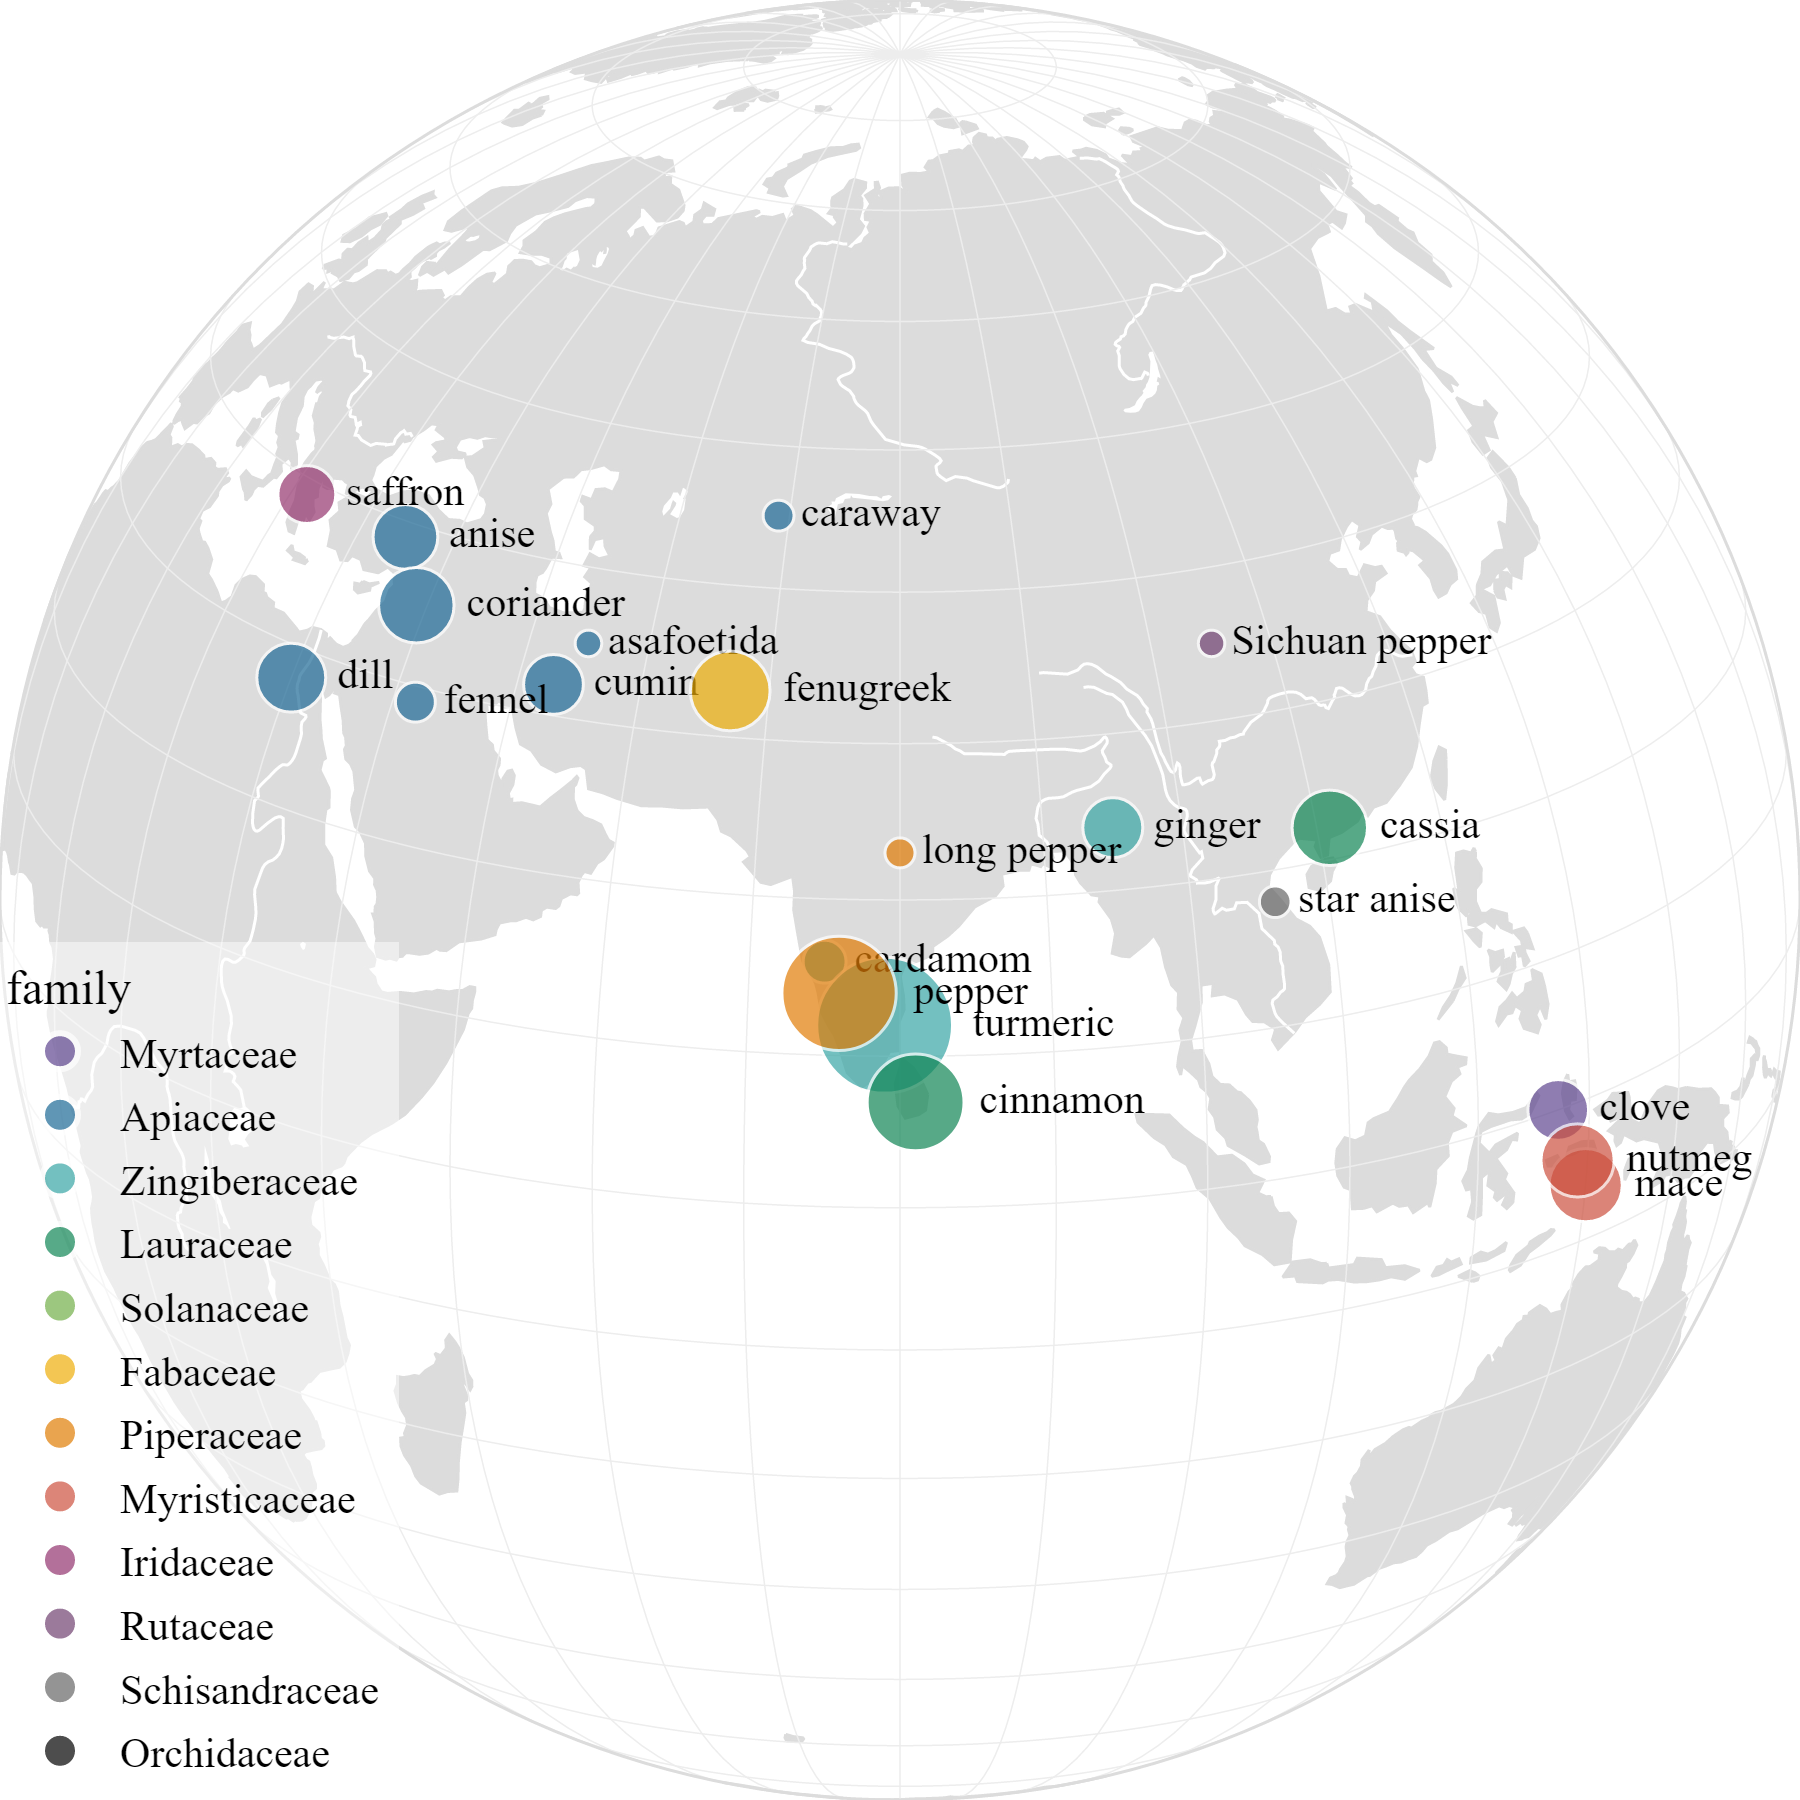 saffron
anise
caraway
coriander
asafoetida
Sichuan pepper
dill
cumin
fenugreek
fennel
ginger
cassia
long pepper
star anise
cardamom
pepper
turmeric
cinnamon
clove
nutmeg
mace
family
Myrtaceae
Apiaceae
Zingiberaceae
Lauraceae
Solanaceae
Fabaceae
Piperaceae
Myristicaceae
Iridaceae
Rutaceae
Schisandraceae
Orchidaceae